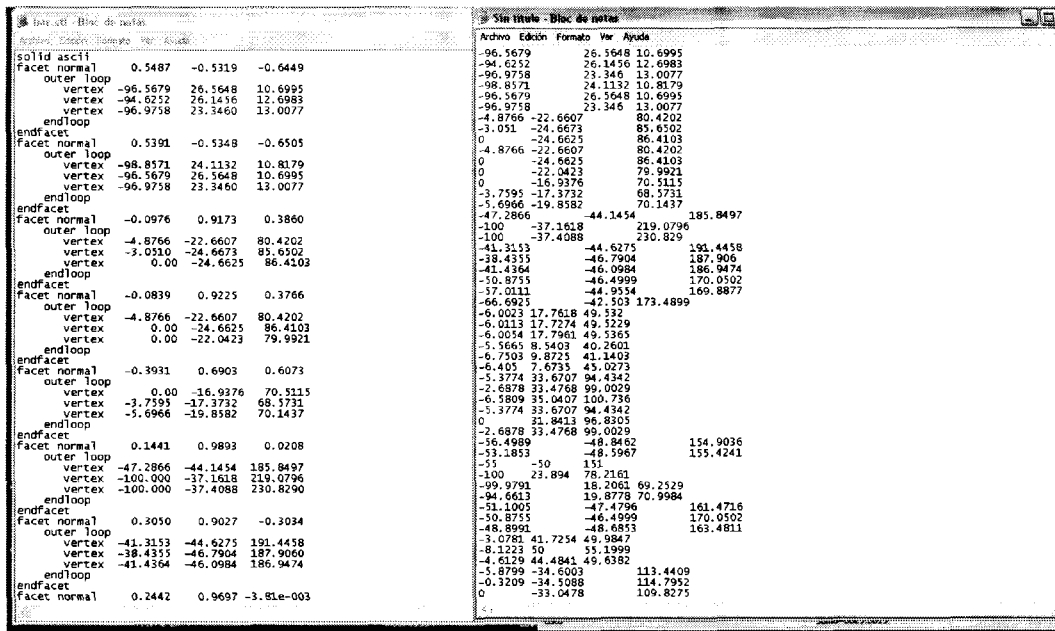 .stl - Bloc de notas
Archivo Edición Formato Ver Ayuda
solid ascii
facet normal 0.5487 -0.5319 -0.6449
outer loop
vertex -96.5679 26.5648 10.6995
vertex -94.6252 26.1456 12.6983
vertex -96.9758 23.3460 13.0077
endloop
endfacet
facet normal 0.5391 -0.5348 -0.6505
outer loop
vertex -98.8571 24.1132 10.8179
vertex -96.5679 26.5648 10.6995
vertex -96.9758 23.3460 13.0077
endloop
endfacet
facet normal -0.0976 0.9173 0.3860
outer loop
vertex -4.8766 -22.6607 80.4202
vertex -3.0510 -24.6673 85.6502
vertex 0.00 -24.6625 86.4103
endloop
endfacet
facet normal -0.0839 0.9225 0.3766
outer loop
vertex -4.8766 -22.6607 80.4202
vertex 0.00 -24.6625 86.4103
vertex 0.00 -22.0423 79.9921
endloop
endfacet
facet normal -0.3931 0.6903 0.6073
outer loop
vertex 0.00 -16.9376 70.5115
vertex -3.7595 -17.3732 68.5731
vertex -5.6966 -19.8582 70.1437
endloop
endfacet
facet normal 0.1441 0.9893 0.0208
outer loop
vertex -47.2866 -44.1454 185.8497
vertex -100.000 -37.1618 219.0796
vertex -100.000 -37.4088 230.8290
endloop
endfacet
facet normal 0.3050 0.9027 -0.3034
outer loop
vertex -41.3153 -44.6275 191.4458
vertex -38.4355 -46.7904 187.9060
vertex -41.4364 -46.0984 186.9474
endloop
endfacet
facet normal 0.2442 0.9697 -3.81e-003
Sin título - Bloc de notas
Archivo Edición Formato Ver Ayuda
-96.5679 26.5648 10.6995
-94.6252 26.1456 12.6983
-96.9758 23.346 13.0077
-98.8571 24.1132 10.8179
-96.5679 26.5648 10.6995
-96.9758 23.346 13.0077
-4.8766 -22.6607 80.4202
-3.051 -24.6673 85.6502
0 -24.6625 86.4103
-4.8766 -22.6607 80.4202
0 -24.6625 86.4103
0 -22.0423 79.9921
0 -16.9376 70.5115
-3.7595 -17.3732 68.5731
-5.6966 -19.8582 70.1437
-47.2866 -44.1454 185.8497
-100 -37.1618 219.0796
-100 -37.4088 230.829
-41.3153 -44.6275 191.4458
-38.4355 -46.7904 187.906
-41.4364 -46.0984 186.9474
-50.8755 -46.4999 170.0502
-57.0111 -44.9554 169.8877
-66.6925 -42.503 173.4899
-6.0023 17.7618 49.532
-6.0113 17.7274 49.5229
-6.0054 17.7961 49.5365
-5.5665 8.5403 40.2601
-6.7503 9.8725 41.1403
-6.405 7.6735 45.0273
-5.3774 33.6707 94.4342
-2.6878 33.4768 99.0029
-6.5809 35.0407 100.736
-5.3774 33.6707 94.4342
0 31.8413 96.8305
-2.6878 33.4768 99.0029
-56.4989 -48.8462 154.9036
-53.1853 -48.5967 155.4241
-55 -50 151
-100 23.894 78.2161
-99.9791 18.2061 69.2529
-94.6613 19.8778 70.9984
-51.1005 -47.4796 161.4716
-50.8755 -46.4999 170.0502
-48.8991 -48.6853 163.4811
-3.0781 41.7254 49.9847
-8.1223 50 55.1999
-4.6129 44.4841 49.6382
-5.8799 -34.6003 113.4409
-0.3209 -34.5088 114.7952
0 -33.0478 109.8275